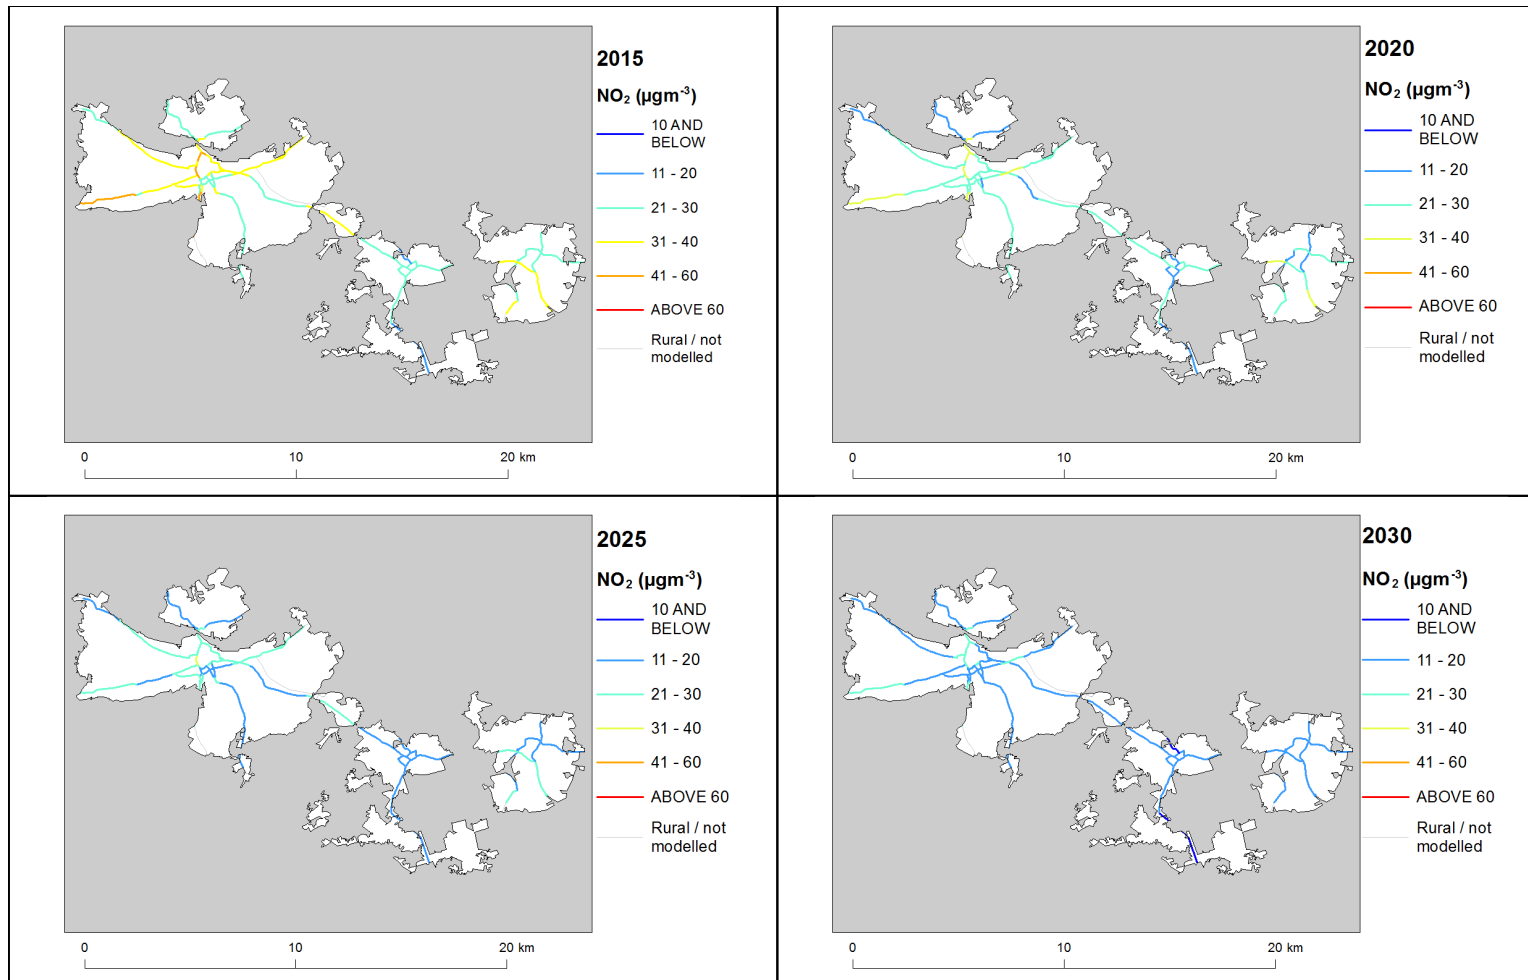 2015
NO₂ (µgm⁻³)
10 AND
BELOW
11 - 20
21 - 30
31 - 40
41 - 60
ABOVE 60
Rural / not
modelled
0
10
20 km
2020
NO₂ (µgm⁻³)
10 AND
BELOW
11 - 20
21 - 30
31 - 40
41 - 60
ABOVE 60
Rural / not
modelled
0
10
20 km
2025
NO₂ (µgm⁻³)
10 AND
BELOW
11 - 20
21 - 30
31 - 40
41 - 60
ABOVE 60
Rural / not
modelled
0
10
20 km
2030
NO₂ (µgm⁻³)
10 AND
BELOW
11 - 20
21 - 30
31 - 40
41 - 60
ABOVE 60
Rural / not
modelled
0
10
20 km